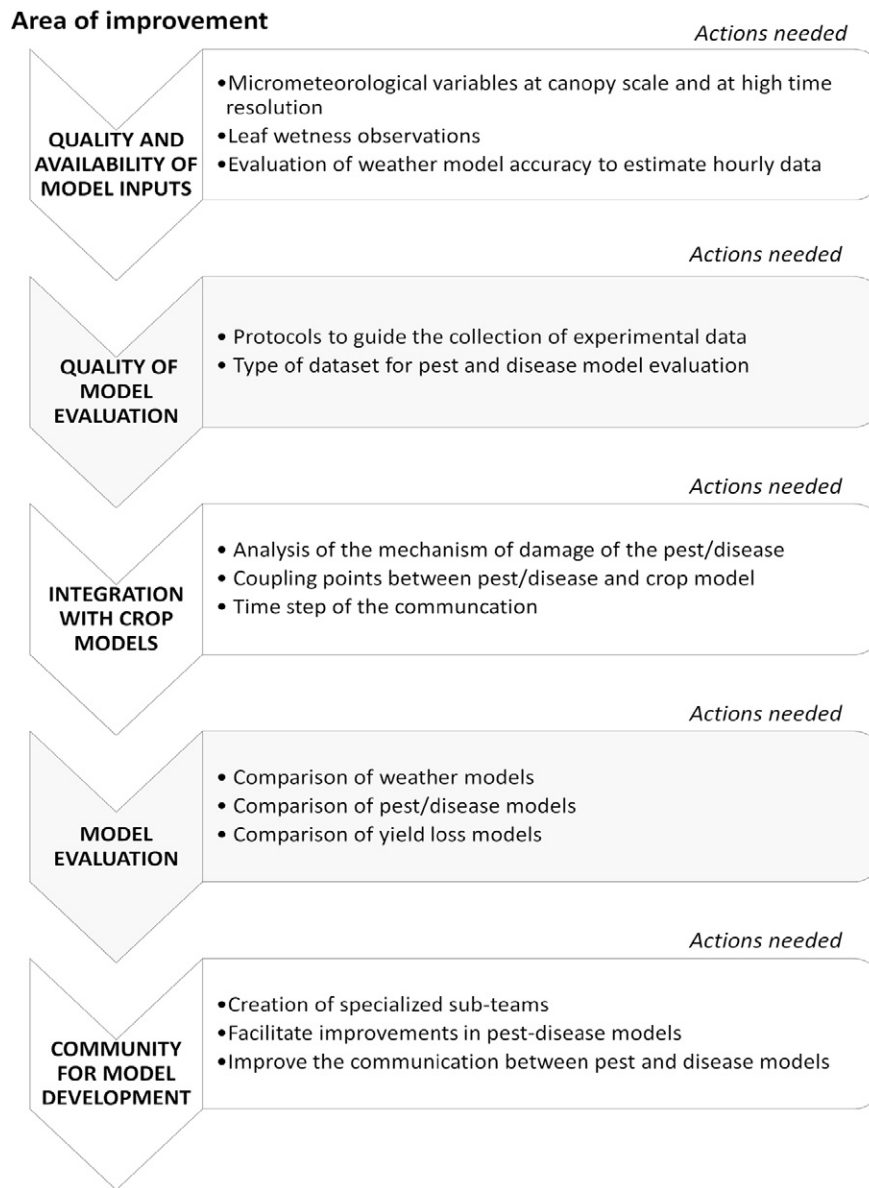 Area of improvement
Actions needed
QUALITY AND
AVAILABILITY OF
MODEL INPUTS
•Micrometeorological variables at canopy scale and at high time
resolution
•Leaf wetness observations
•Evaluation of weather model accuracy to estimate hourly data
Actions needed
QUALITY OF
MODEL
EVALUATION
• Protocols to guide the collection of experimental data
• Type of dataset for pest and disease model evaluation
Actions needed
INTEGRATION
WITH CROP
MODELS
• Analysis of the mechanism of damage of the pest/disease
• Coupling points between pest/disease and crop model
• Time step of the communcation
Actions needed
MODEL
EVALUATION
• Comparison of weather models
• Comparison of pest/disease models
• Comparison of yield loss models
Actions needed
COMMUNITY
FOR MODEL
DEVELOPMENT
•Creation of specialized sub-teams
•Facilitate improvements in pest-disease models
•Improve the communication between pest and disease models